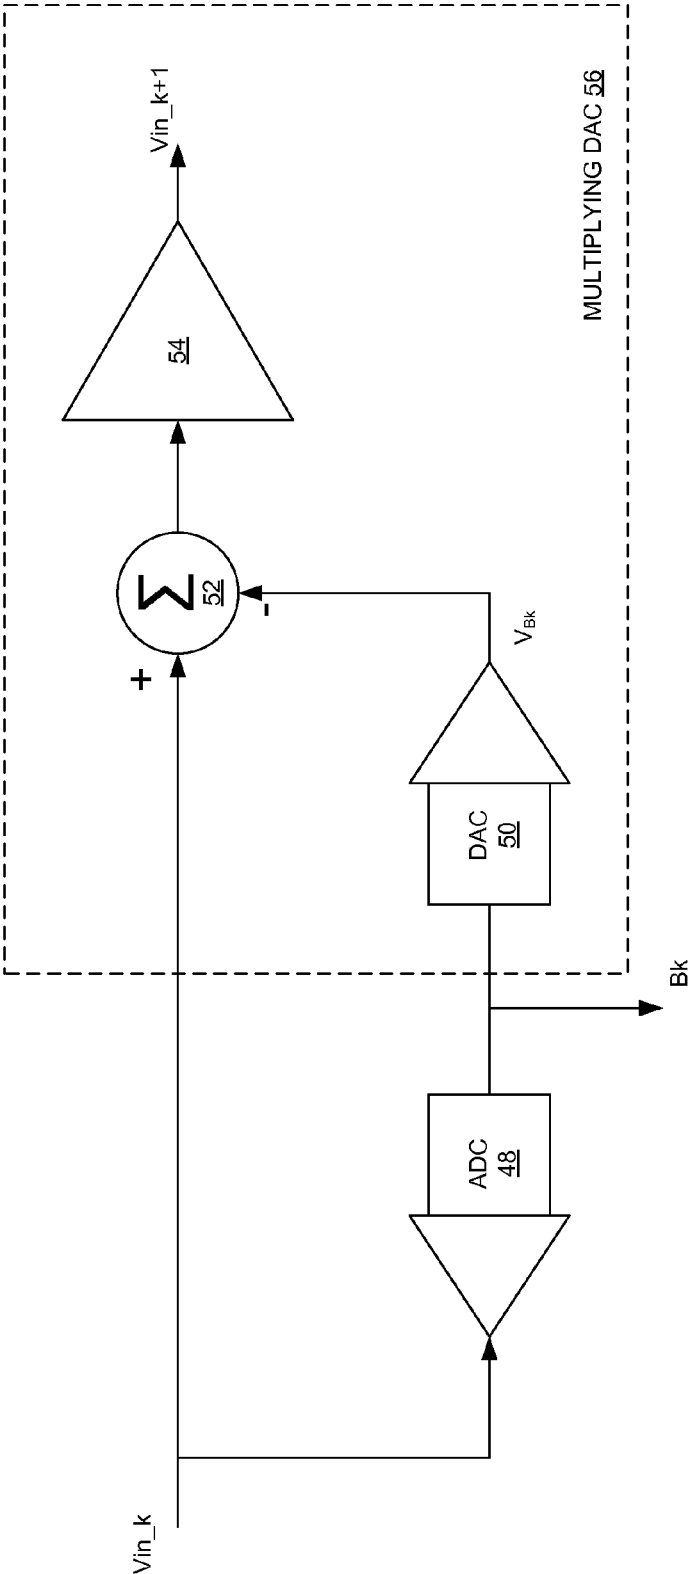 Vin_k
ADC
48
Bk
DAC
50
V_Bk
+
-
Σ
52
54
Vin_k+1
MULTIPLYING DAC 56